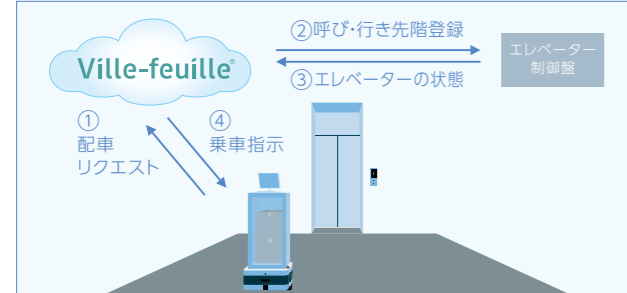 ②呼び・行き先階登録
Ville-feuille®
エレベーター
制御盤
③エレベーターの状態
①
配車
リクエスト
④
乗車指示